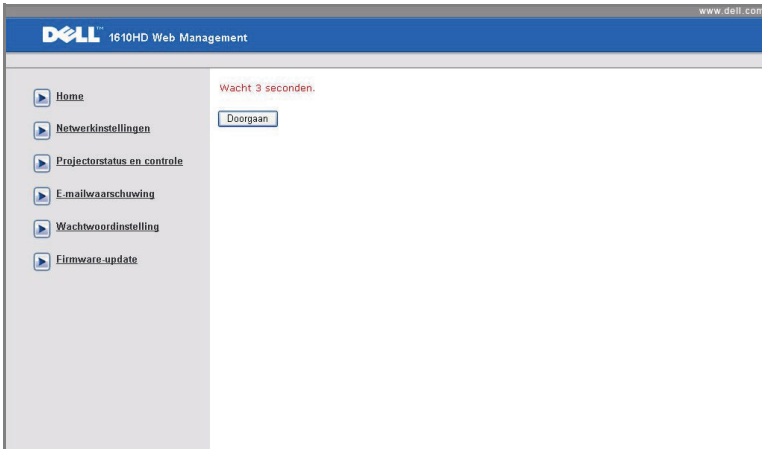 www.dell.com
DELL™ 1610HD Web Management
Home
Netwerkinstellingen
Projectorstatus en controle
E-mailwaarschuwing
Wachtwoordinstelling
Firmware-update
Wacht 3 seconden.
Doorgaan